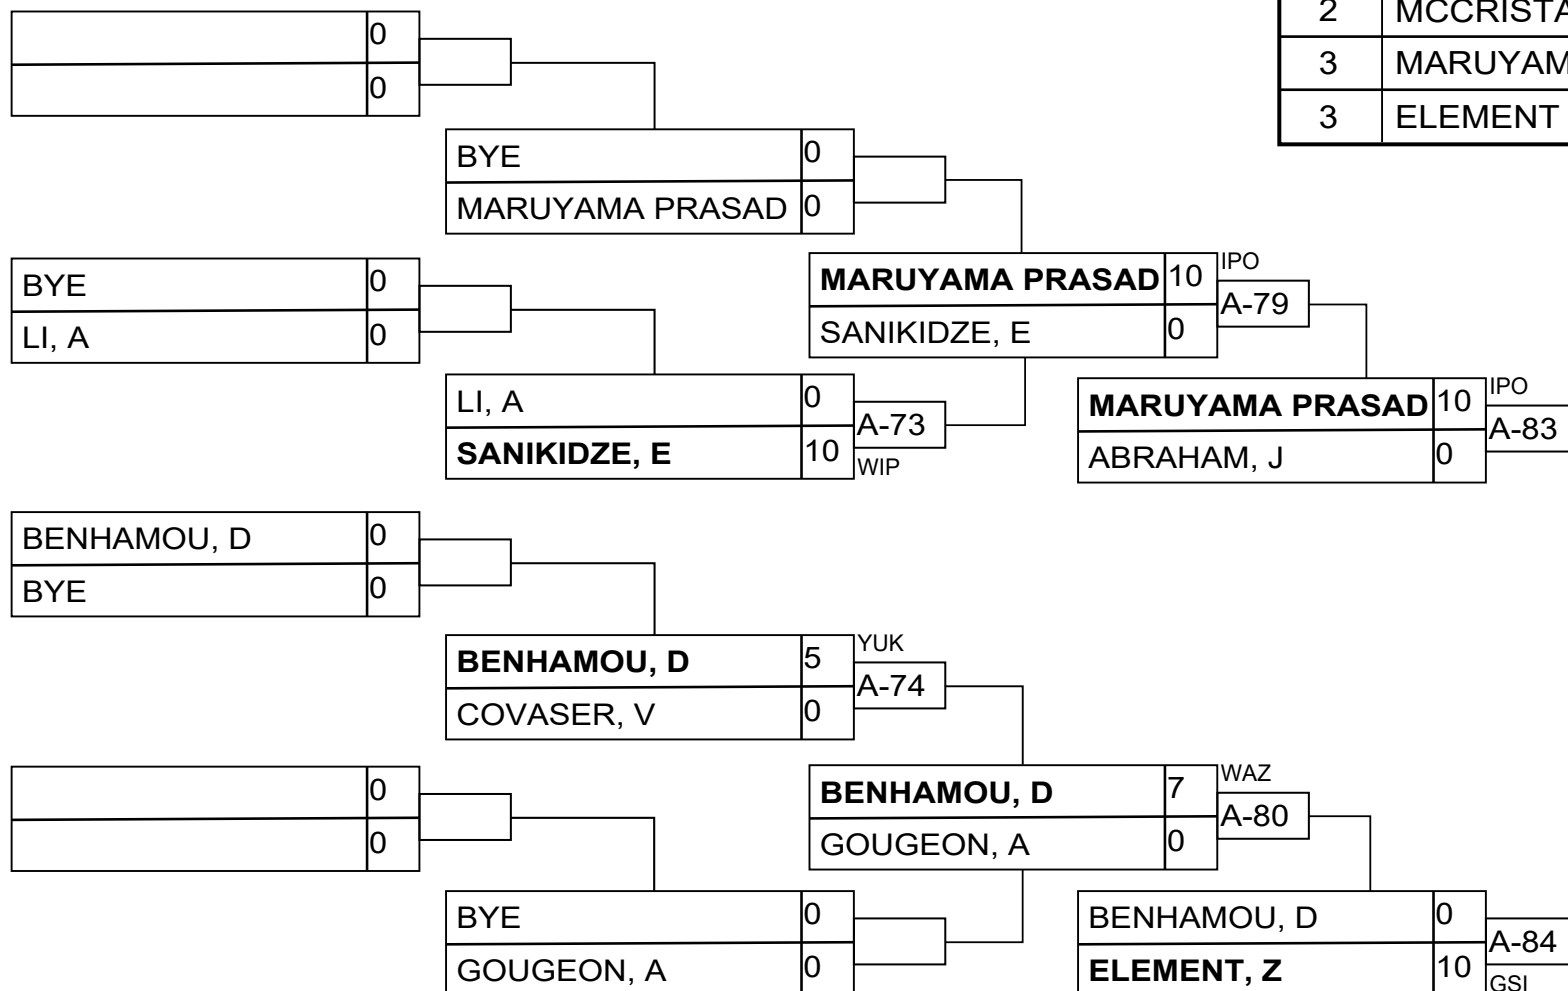 0
0
2 MCCRISTA
3 MARUYAM
3 ELEMENT
BYE 0
MARUYAMA PRASAD 0
BYE 0
LI, A 0
MARUYAMA PRASAD 10 IPO
A-79
SANIKIDZE, E 0
LI, A 0
A-73
SANIKIDZE, E 10 WIP
MARUYAMA PRASAD 10 IPO
A-83
ABRAHAM, J 0
BENHAMOU, D 0
BYE 0
BENHAMOU, D 5 YUK
A-74
COVASER, V 0
0
0
BENHAMOU, D 7 WAZ
A-80
GOUGEON, A 0
BYE 0
GOUGEON, A 0
BENHAMOU, D 0
A-84
ELEMENT, Z 10 GSI